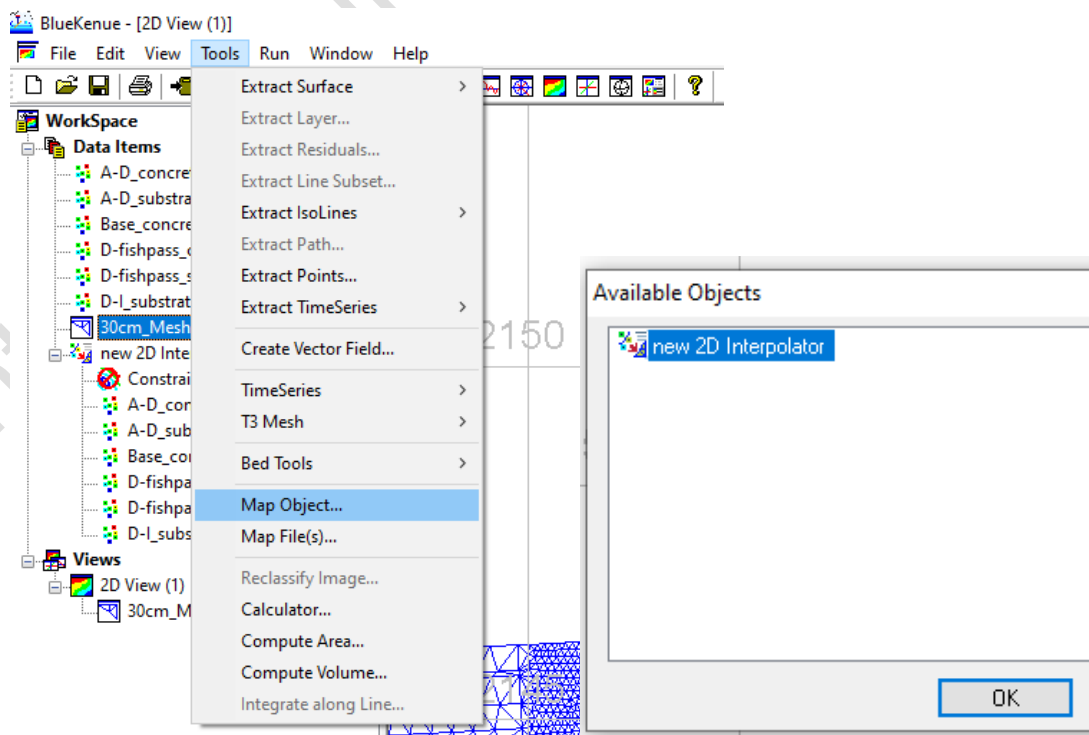 BlueKenue - [2D View (1)]
File Edit View Tools Run Window Help
WorkSpace
Data Items
A-D_concre
A-D_substra
Base_concre
D-fishpass_
D-fishpass_s
D-I_substrat
30cm_Mesh
new 2D Inte
Constrai
A-D_con
A-D_sub
Base_co
D-fishpa
D-fishpa
D-I_subs
Views
2D View (1)
30cm_M
Extract Surface
Extract Layer...
Extract Residuals...
Extract Line Subset...
Extract IsoLines
Extract Path...
Extract Points...
Extract TimeSeries
Create Vector Field...
TimeSeries
T3 Mesh
Bed Tools
Map Object...
Map File(s)...
Reclassify Image...
Calculator...
Compute Area...
Compute Volume...
Integrate along Line...
2150
Available Objects
new 2D Interpolator
OK